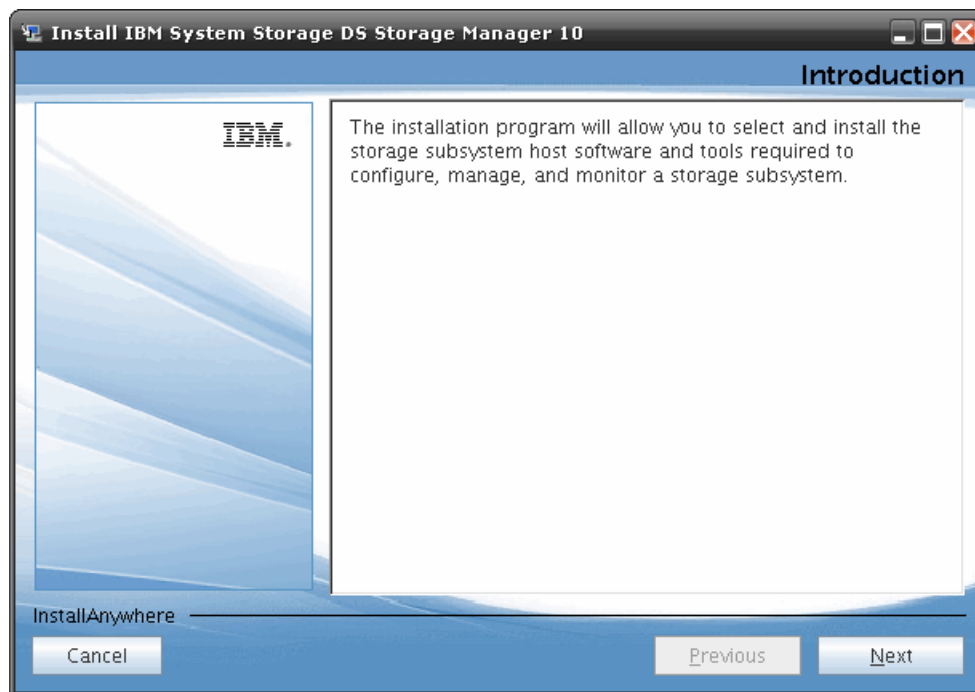 Install IBM System Storage DS Storage Manager 10
Introduction
IBM.
The installation program will allow you to select and install the
storage subsystem host software and tools required to
configure, manage, and monitor a storage subsystem.
InstallAnywhere
Cancel
Previous
Next